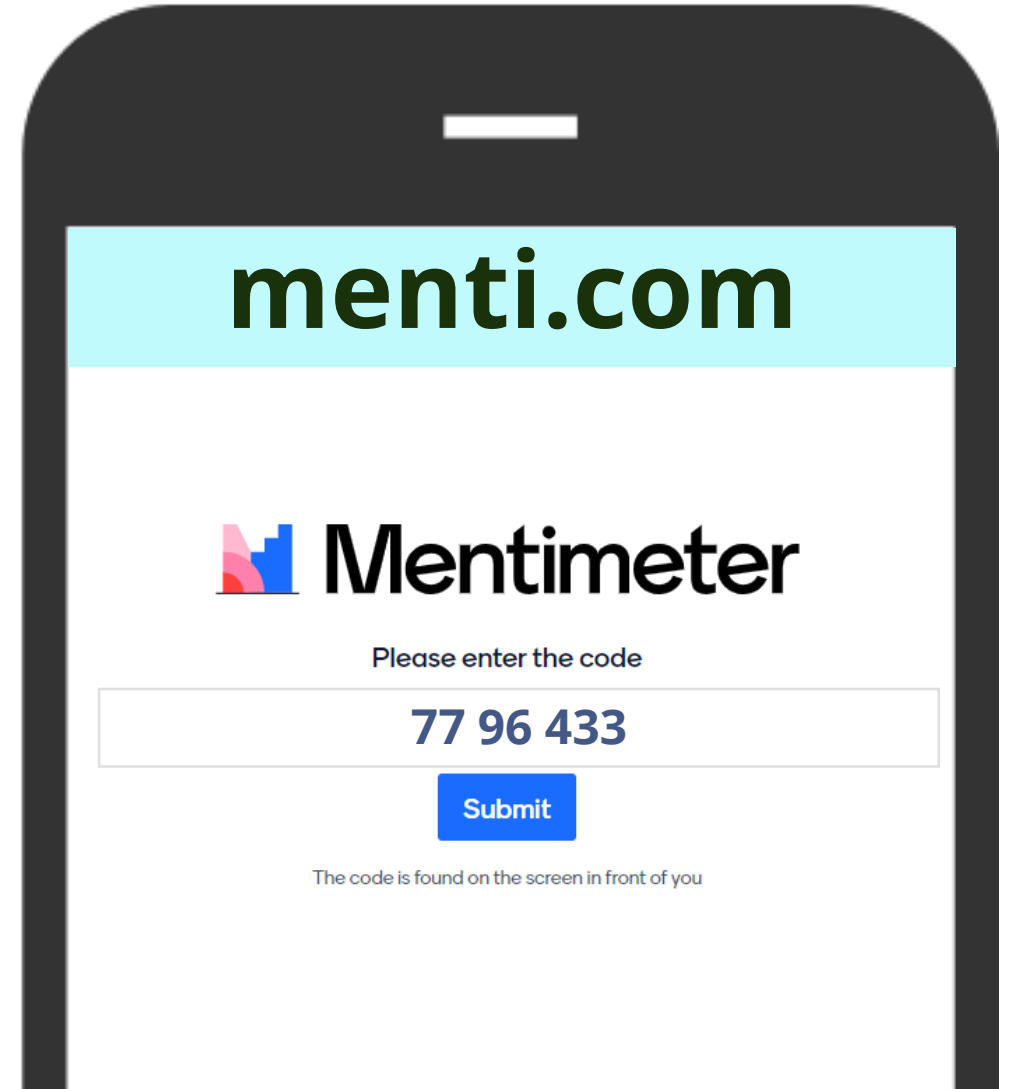 menti.com
Mentimeter
Please enter the code
77 96 433
Submit
The code is found on the screen in front of you